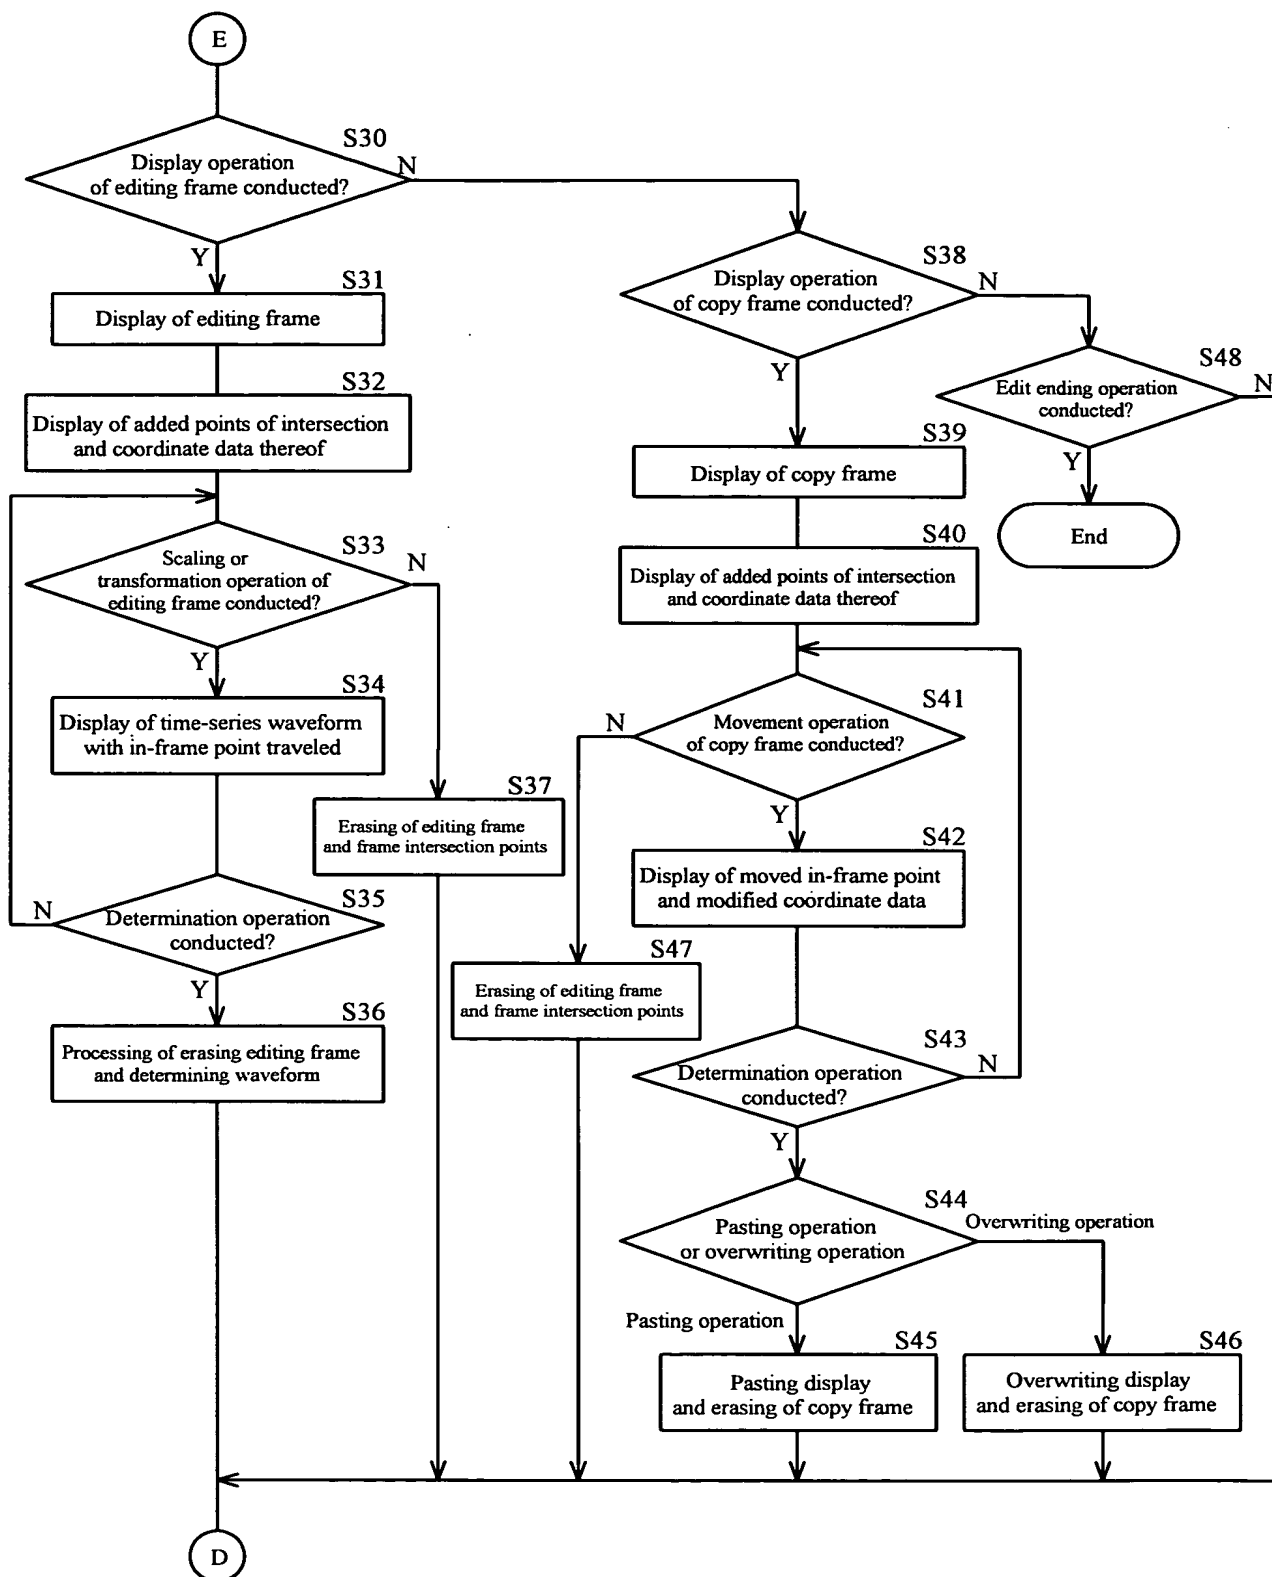 E
S30
Display operation
of editing frame conducted?
N
Y
S31
Display of editing frame
S32
Display of added points of intersection
and coordinate data thereof
S33
Scaling or
transformation operation of
editing frame conducted?
N
Y
S34
Display of time-series waveform
with in-frame point traveled
S37
Erasing of editing frame
and frame intersection points
S35
N
Determination operation
conducted?
Y
S36
Processing of erasing editing frame
and determining waveform
S38
Display operation
of copy frame conducted?
N
Y
S48
Edit ending operation
conducted?
N
Y
End
S39
Display of copy frame
S40
Display of added points of intersection
and coordinate data thereof
S41
N
Movement operation
of copy frame conducted?
Y
S42
Display of moved in-frame point
and modified coordinate data
S47
Erasing of editing frame
and frame intersection points
S43
Determination operation
conducted?
N
Y
S44
Pasting operation
or overwriting operation
Overwriting operation
Pasting operation
S45
Pasting display
and erasing of copy frame
S46
Overwriting display
and erasing of copy frame
D